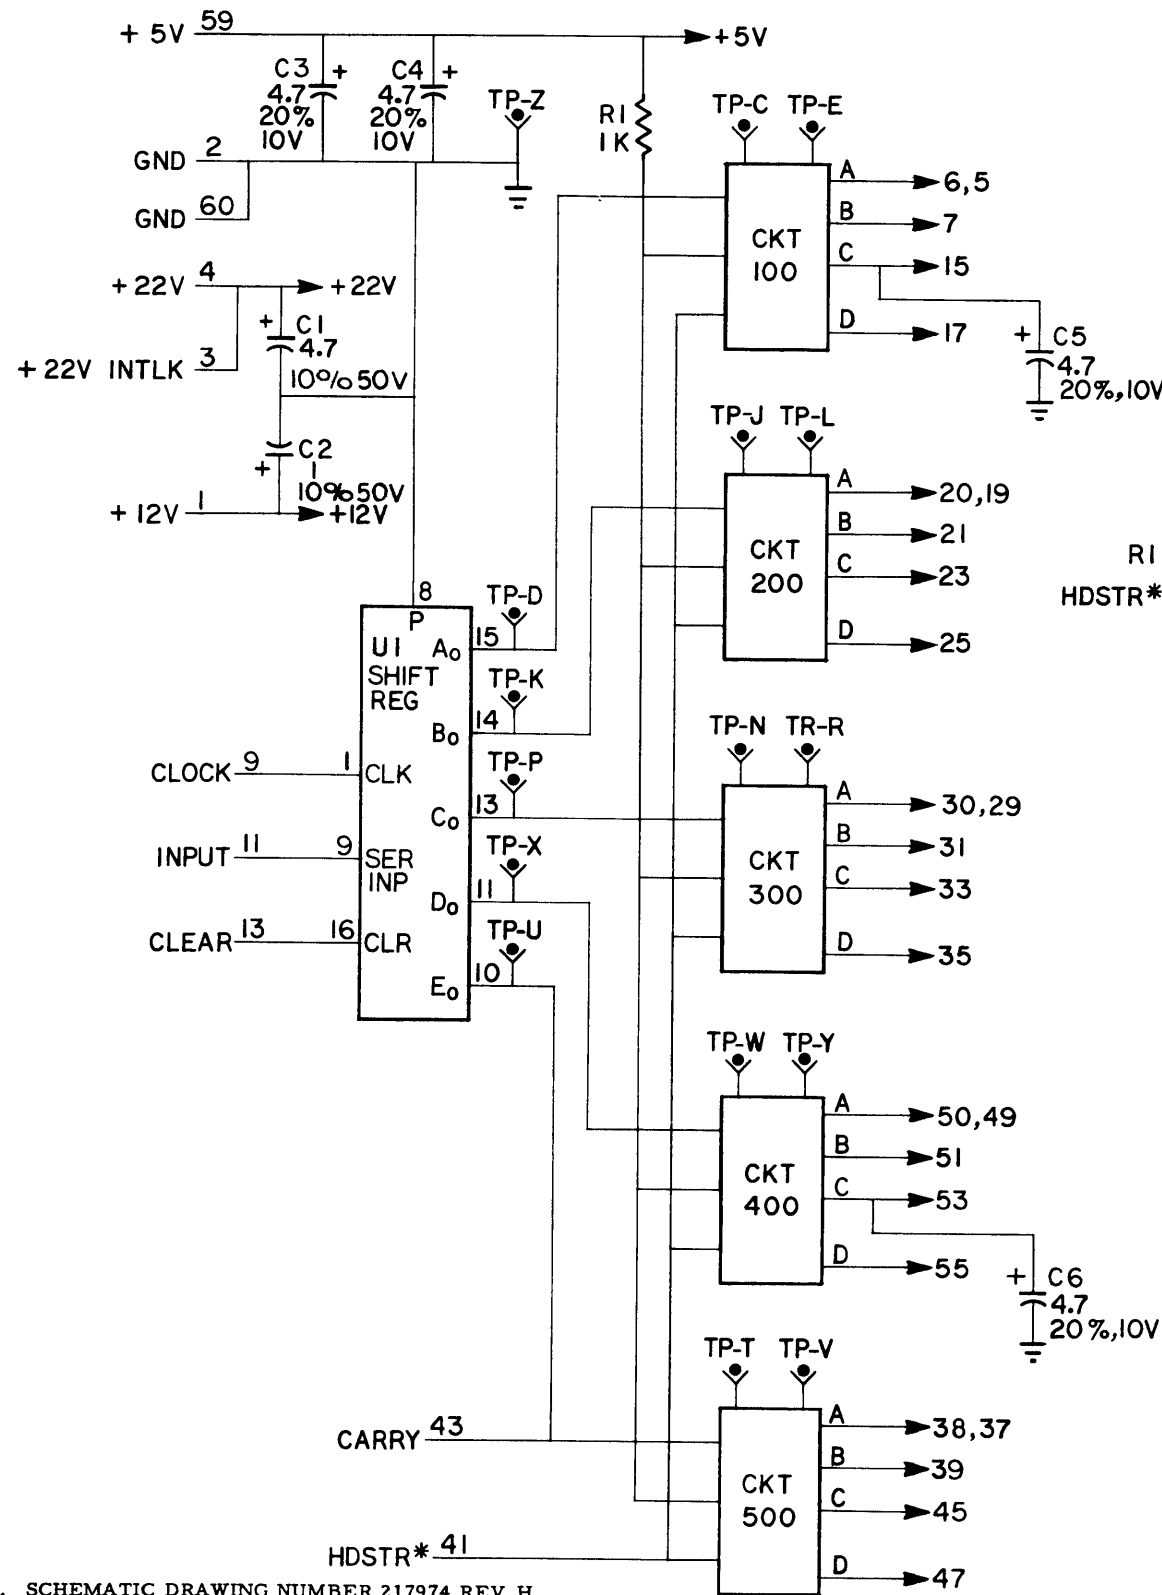 + 5V 59 +5V
C3 + C4 +
4.7 4.7
20% 20%
10V 10V
TP-Z
R1
1K
GND 2
GND 60
+22V 4 +22V
+ C1
4.7
10% 50V
+ 22V INTLK 3
+ C2
1
10% 50V
+ 12V 1 +12V
8
P
U1
SHIFT
REG
A0 15 TP-D
B0 14 TP-K
C0 13 TP-P
D0 11 TP-X
E0 10 TP-U
CLOCK 9 1 CLK
INPUT 11 9 SER
INP
CLEAR 13 16 CLR
TP-C TP-E
CKT
100
A 6,5
B 7
C 15
D 17
+ C5
4.7
20%,10V
TP-J TP-L
CKT
200
A 20,19
B 21
C 23
D 25
R1
HDSTR*
TP-N TR-R
CKT
300
A 30,29
B 31
C 33
D 35
TP-W TP-Y
CKT
400
A 50,49
B 51
C 53
D 55
+ C6
4.7
20%,10V
TP-T TP-V
CKT
500
A 38,37
B 39
C 45
D 47
CARRY 43
HDSTR* 41
. SCHEMATIC DRAWING NUMBER 217974 REV H